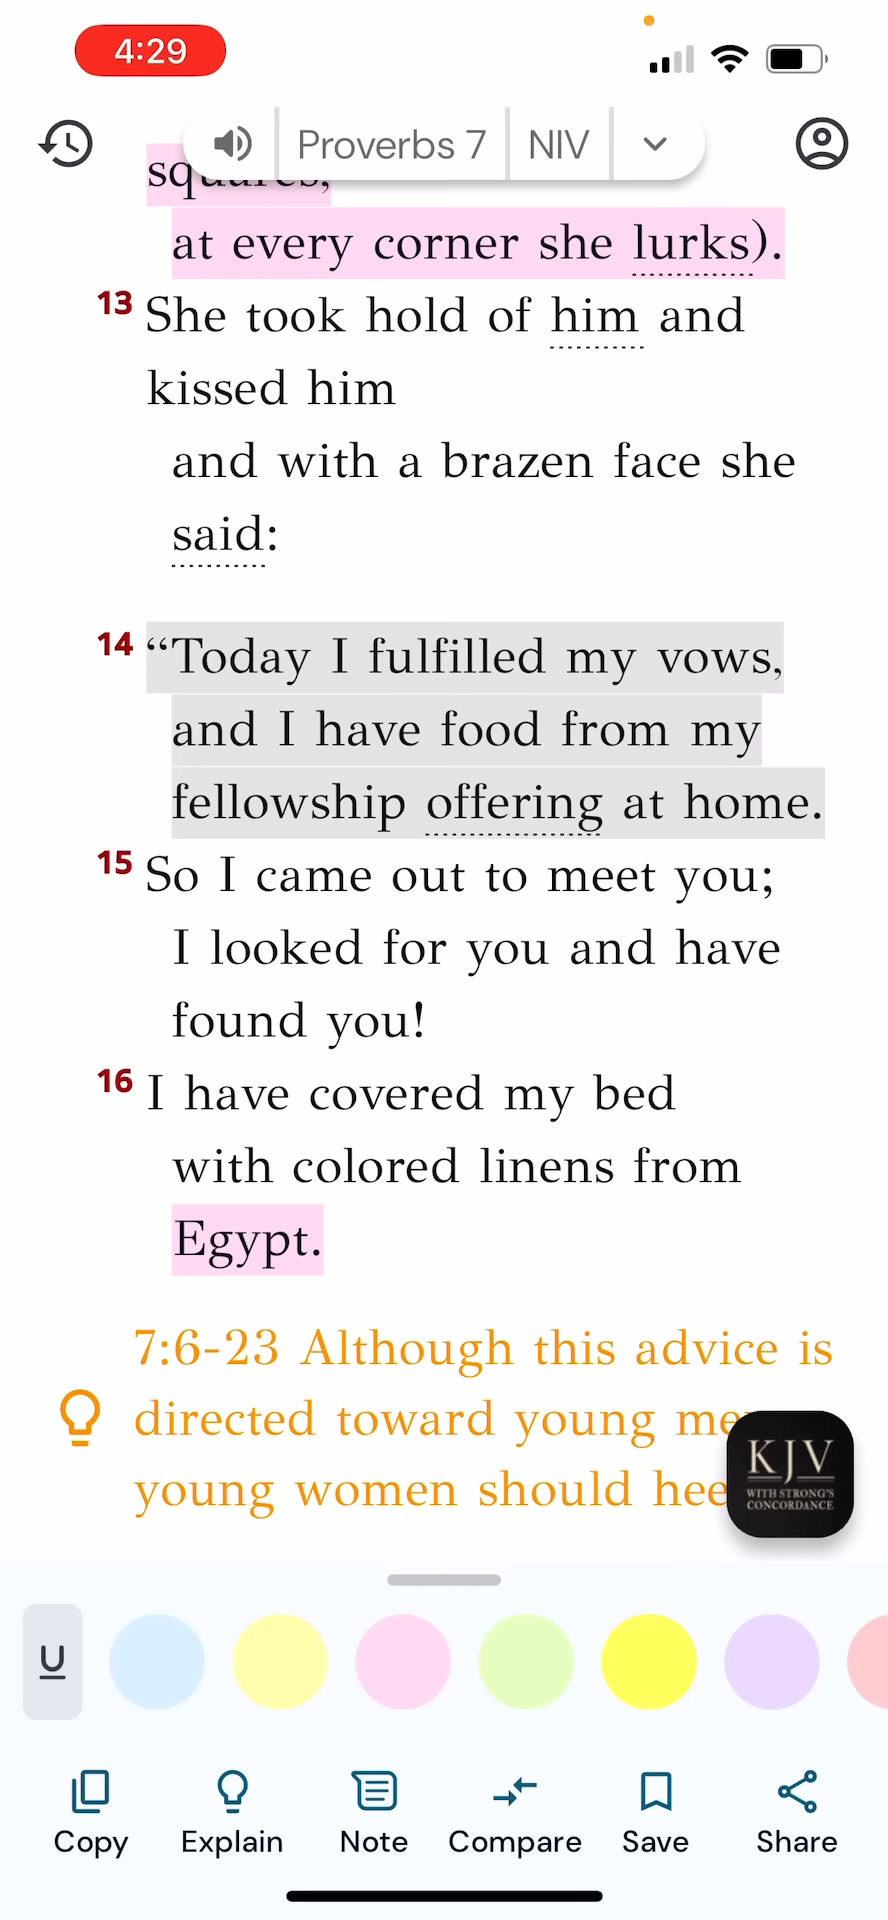 4:29
Proverbs 7 NIV
squares,
at every corner she lurks).
13 She took hold of him and
kissed him
and with a brazen face she
said:
14 “Today I fulfilled my vows,
and I have food from my
fellowship offering at home.
15 So I came out to meet you;
I looked for you and have
found you!
16 I have covered my bed
with colored linens from
Egypt.
7:6-23 Although this advice is
directed toward young
young women should
KJV
WITH STRONG'S
CONCORDANCE
U
Copy Explain Note Compare Save Share